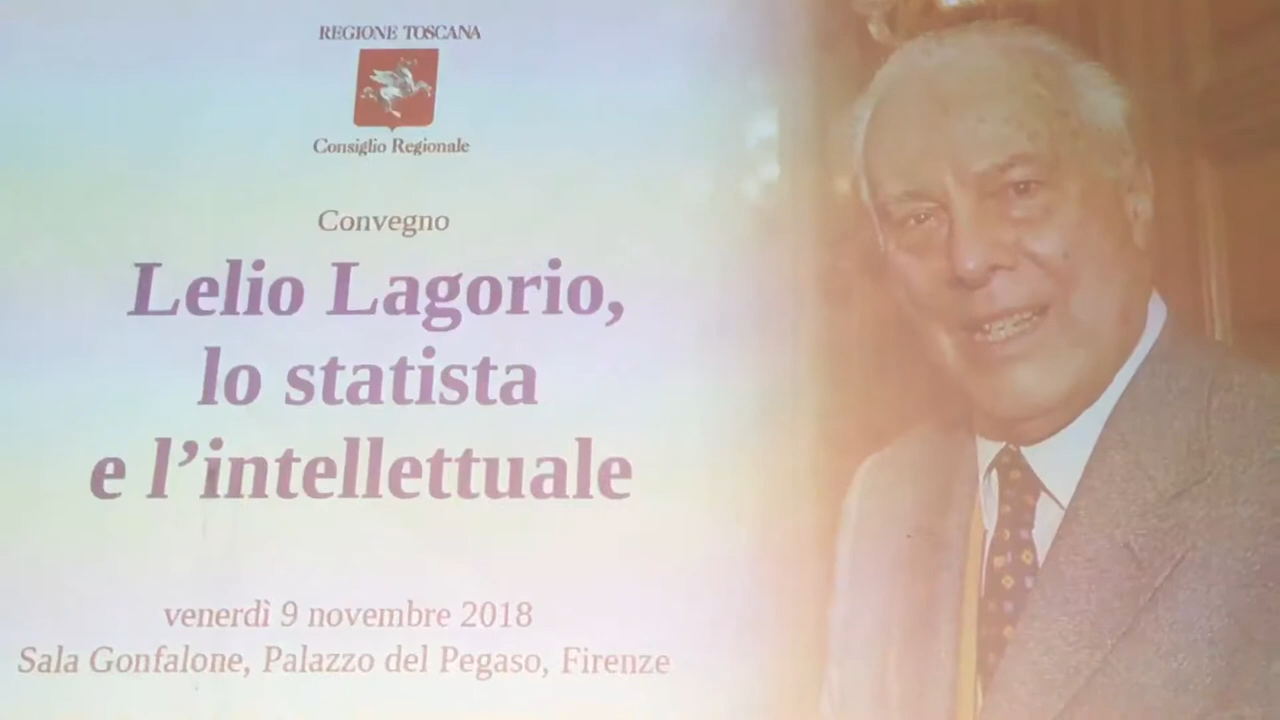 REGIONE TOSCANA
Consiglio Regionale
Convegno
Lelio Lagorio,
lo statista
e l'intellettuale
venerdì 9 novembre 2018
Sala Gonfalone, Palazzo del Pegaso, Firenze